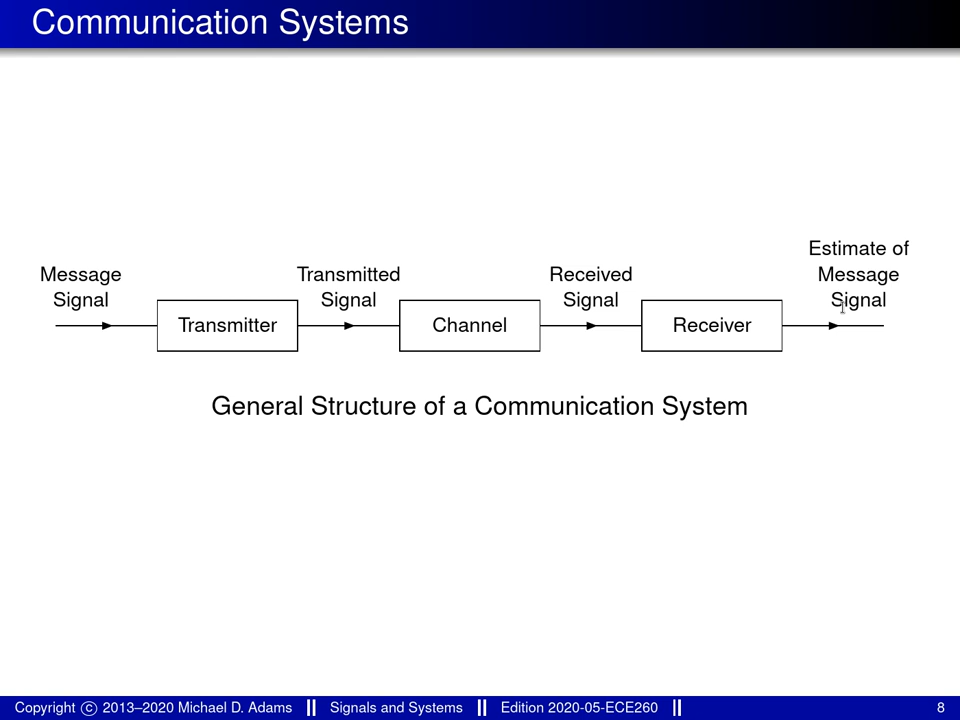 Communication Systems
Estimate of
Message
Signal
Message
Signal
Transmitted
Signal
Received
Signal
Transmitter
Channel
Receiver
General Structure of a Communication System
Copyright © 2013–2020 Michael D. Adams Signals and Systems Edition 2020-05-ECE260 8